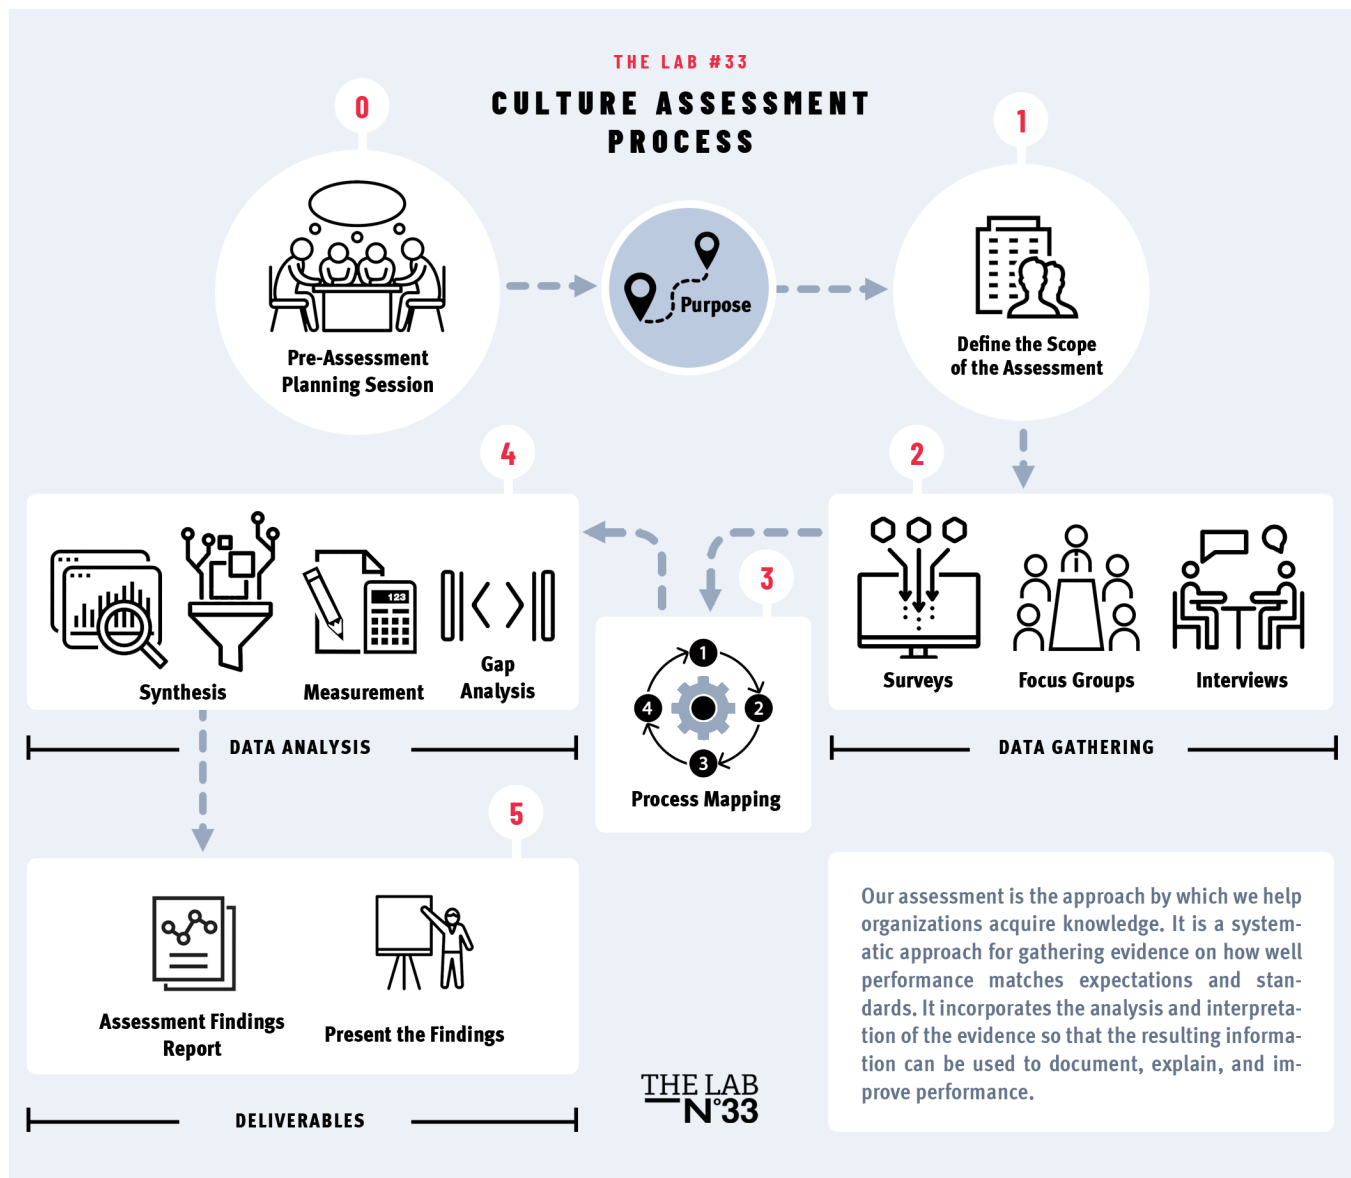 THE LAB #33
CULTURE ASSESSMENT
PROCESS
0
Pre-Assessment
Planning Session
Purpose
1
Define the Scope
of the Assessment
2
Surveys
Focus Groups
Interviews
DATA GATHERING
3
1
2
3
4
Process Mapping
4
123
Synthesis
Measurement
Gap
Analysis
DATA ANALYSIS
5
Assessment Findings
Report
Present the Findings
DELIVERABLES
THE LAB
N°33
Our assessment is the approach by which we help
organizations acquire knowledge. It is a system-
atic approach for gathering evidence on how well
performance matches expectations and stan-
dards. It incorporates the analysis and interpreta-
tion of the evidence so that the resulting informa-
tion can be used to document, explain, and im-
prove performance.